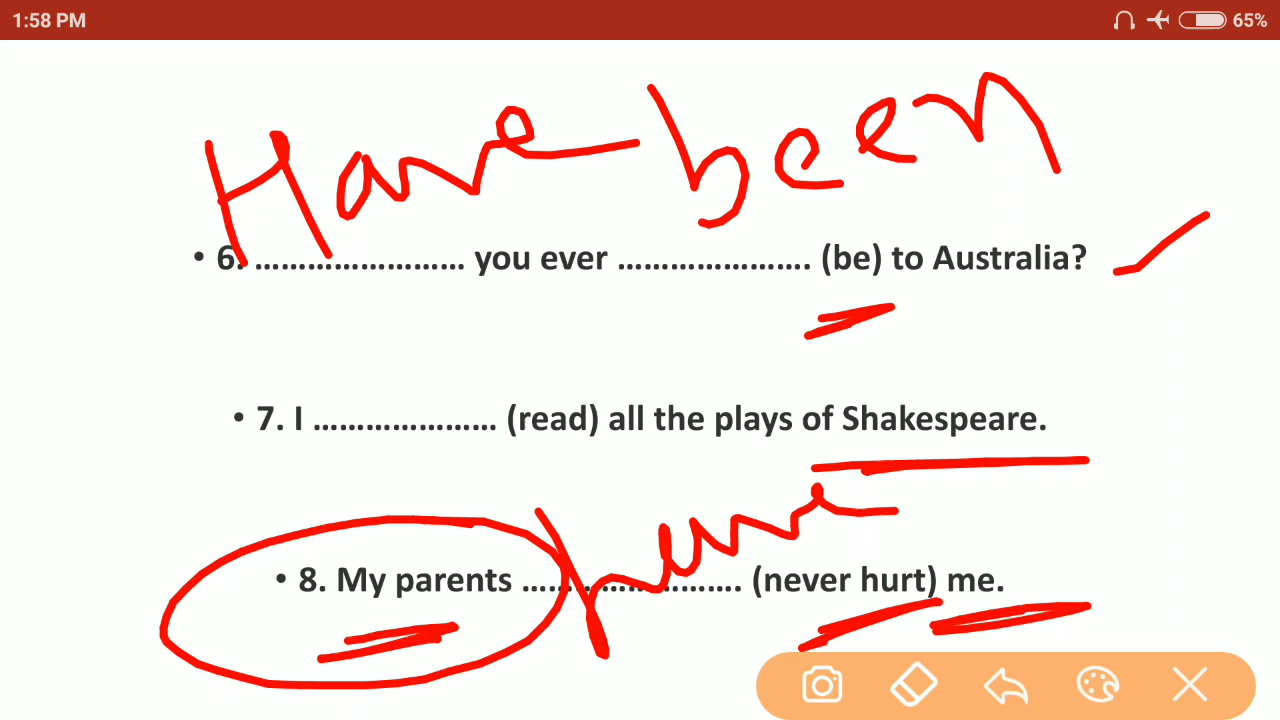 1:58 PM 65%
Have been
• 6. ........................ you ever ...................... (be) to Australia?
• 7. I ..................... (read) all the plays of Shakespeare.
have
• 8. My parents ......................... (never hurt) me.